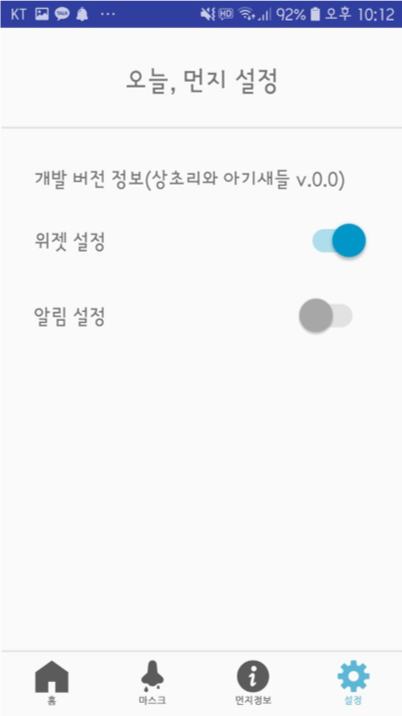 KT TALK ... HD 92% 오후 10:12
오늘, 먼지 설정
개발 버전 정보(상초리와 아기새들 v.0.0)
위젯 설정
알림 설정
홈 마스크 먼지정보 설정